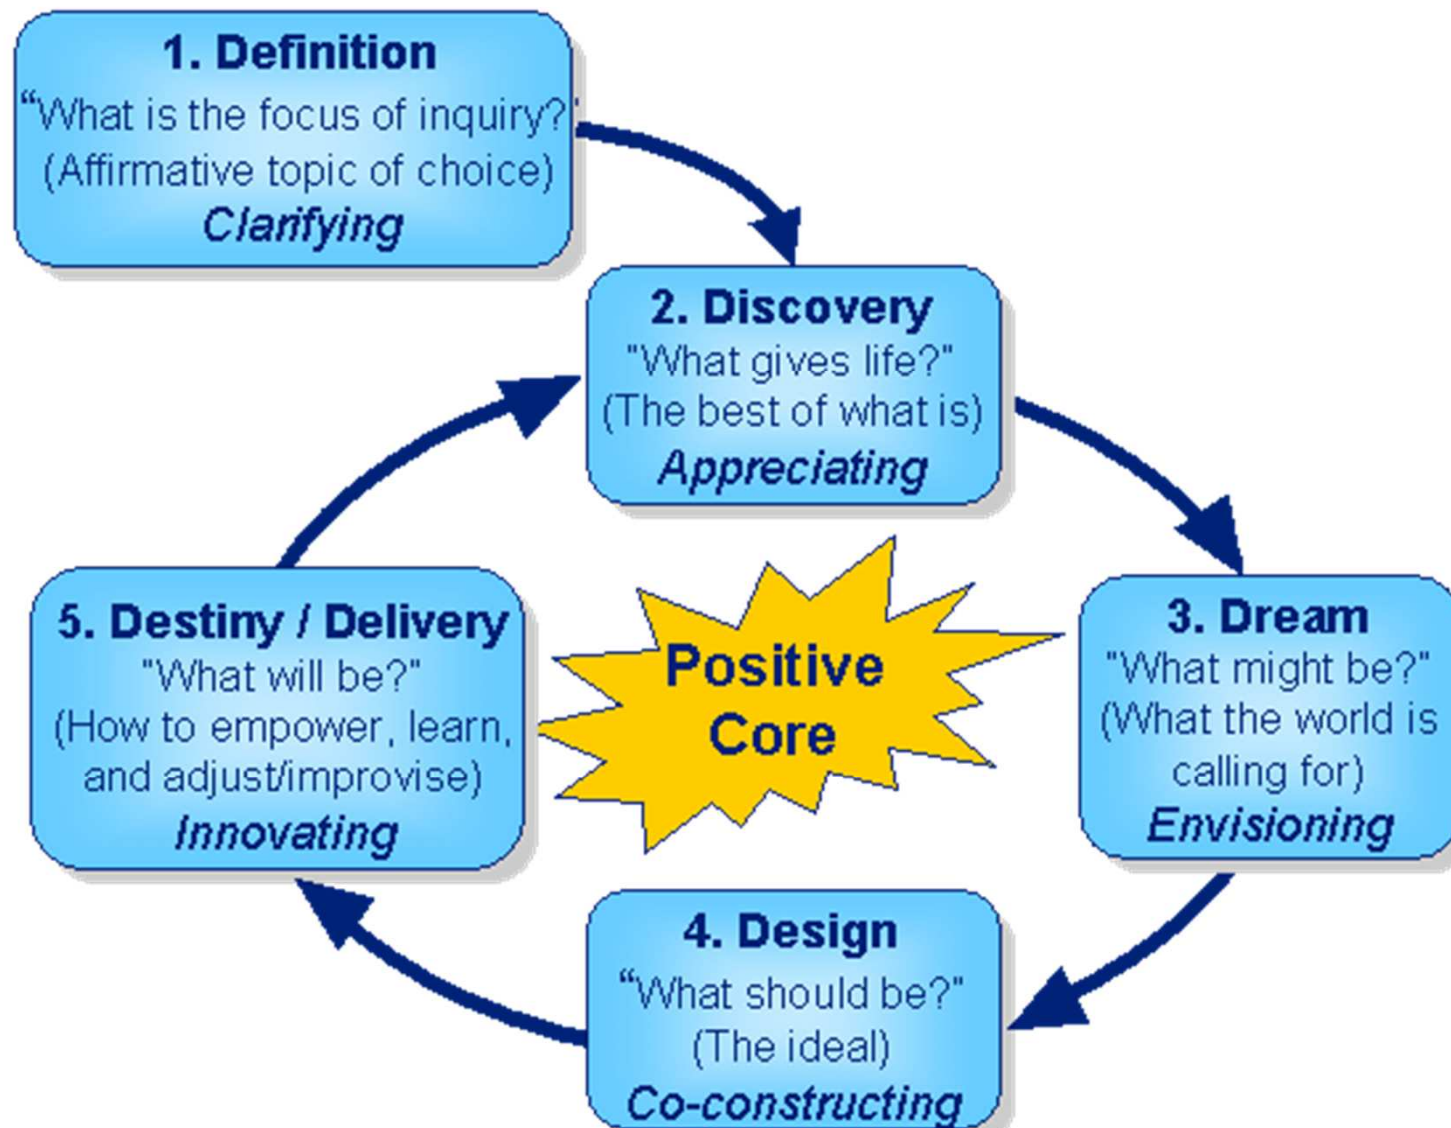 1. Definition
“What is the focus of inquiry?'
(Affirmative topic of choice)
Clarifying
2. Discovery
"What gives life?"
(The best of what is)
Appreciating
3. Dream
"What might be?"
(What the world is
calling for)
Envisioning
4. Design
“What should be?"
(The ideal)
Co-constructing
5. Destiny / Delivery
"What will be?"
(How to empower, learn,
and adjust/improvise)
Innovating
Positive
Core